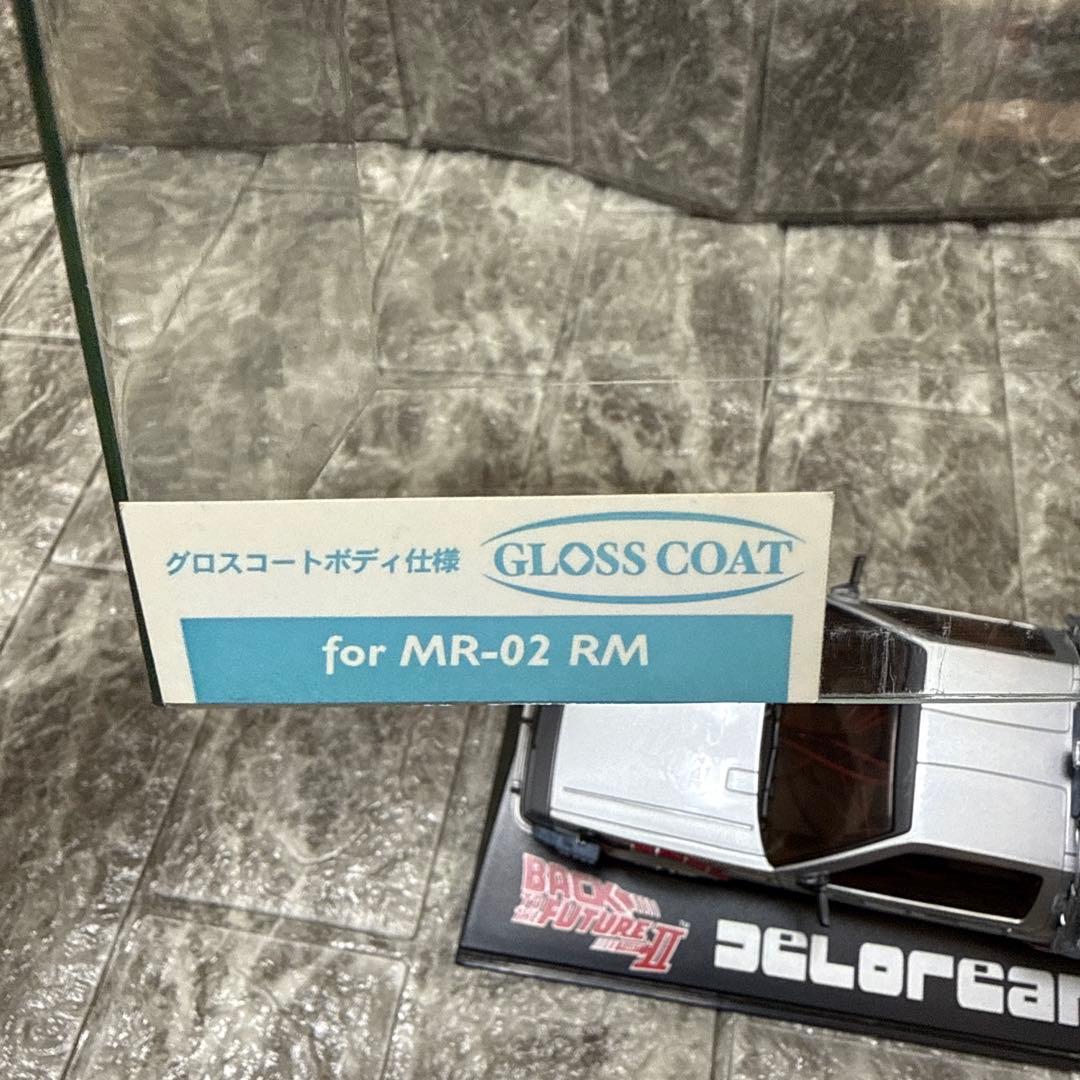 グロスコートボディ仕様 GLOSS COAT
for MR-02 RM
BACK
TO THE
FUTURE
PART II
DeLorean